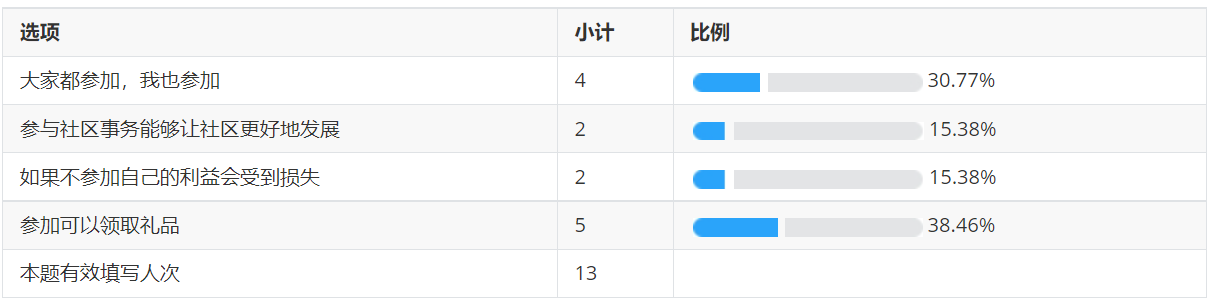 选项 小计 比例
大家都参加，我也参加 4 30.77%
参与社区事务能够让社区更好地发展 2 15.38%
如果不参加自己的利益会受到损失 2 15.38%
参加可以领取礼品 5 38.46%
本题有效填写人次 13